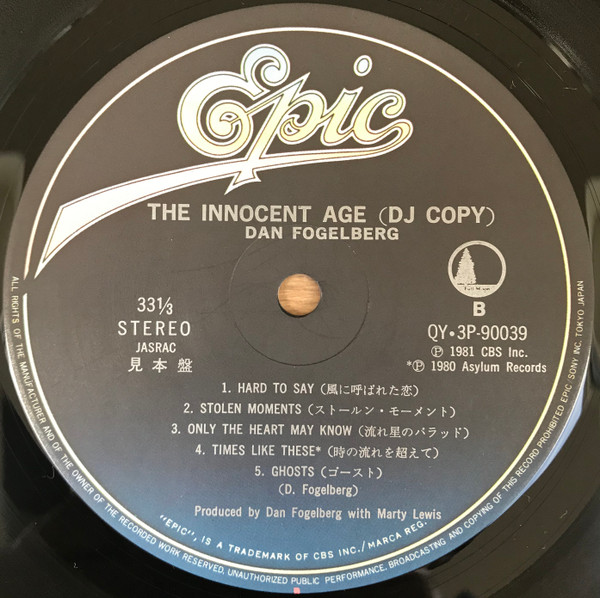 Epic
THE INNOCENT AGE (DJ COPY)
DAN FOGELBERG
33⅓
STEREO
JASRAC
見本盤
Full Moon
B
QY・3P-90039
Ⓟ 1981 CBS Inc.
*Ⓟ 1980 Asylum Records
1. HARD TO SAY (風に呼ばれた恋)
2. STOLEN MOMENTS (ストールン・モーメント)
3. ONLY THE HEART MAY KNOW (流れ星のバラッド)
4. TIMES LIKE THESE* (時の流れを超えて)
5. GHOSTS (ゴースト)
(D. Fogelberg)
Produced by Dan Fogelberg with Marty Lewis
"EPIC", IS A TRADEMARK OF CBS INC./MARCA REG.
ALL RIGHTS OF THE MANUFACTURER AND OF THE OWNER OF THE RECORDED WORK RESERVED. UNAUTHORIZED PUBLIC PERFORMANCE, BROADCASTING AND COPYING OF THIS RECORD PROHIBITED EPIC/SONY INC. TOKYO JAPAN